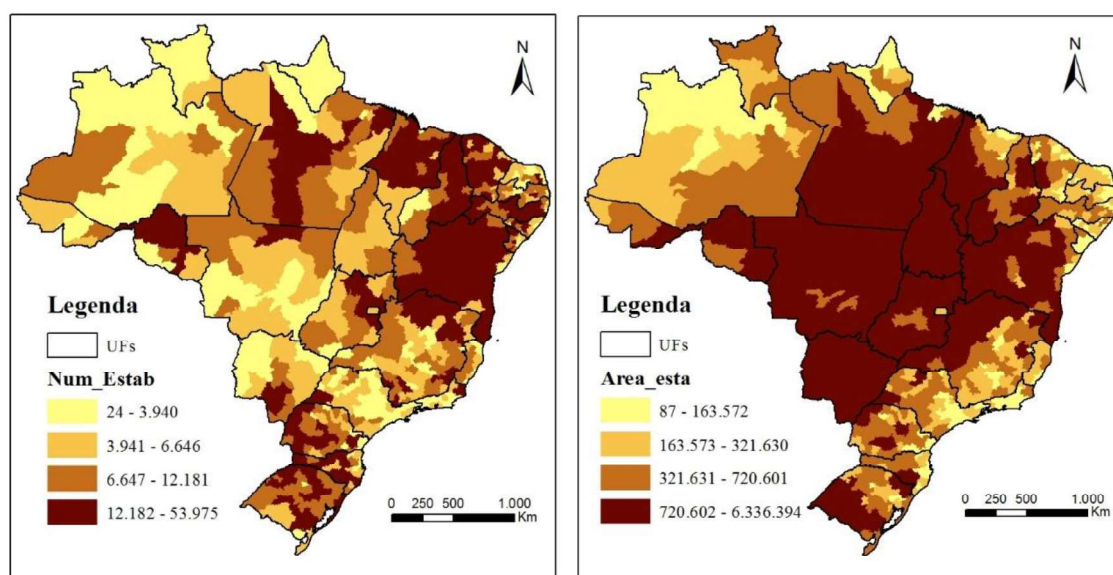 N
Legenda
UFs
Num_Estab
24 - 3.940
3.941 - 6.646
6.647 - 12.181
12.182 - 53.975
0 250 500 1.000
Km
N
Legenda
UFs
Area_esta
87 - 163.572
163.573 - 321.630
321.631 - 720.601
720.602 - 6.336.394
0 250 500 1.000
Km